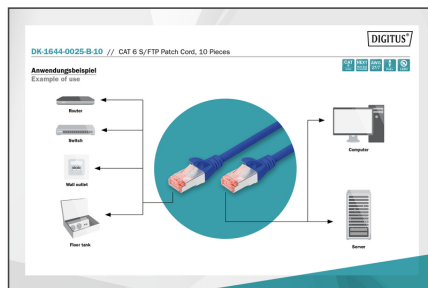 DIGITUS®
DK-1644-0025-B-10 // CAT 6 S/FTP Patch Cord, 10 Pieces
Anwendungsbeispiel
Example of use
Router
Switch
Wall outlet
Floor tank
Computer
Server